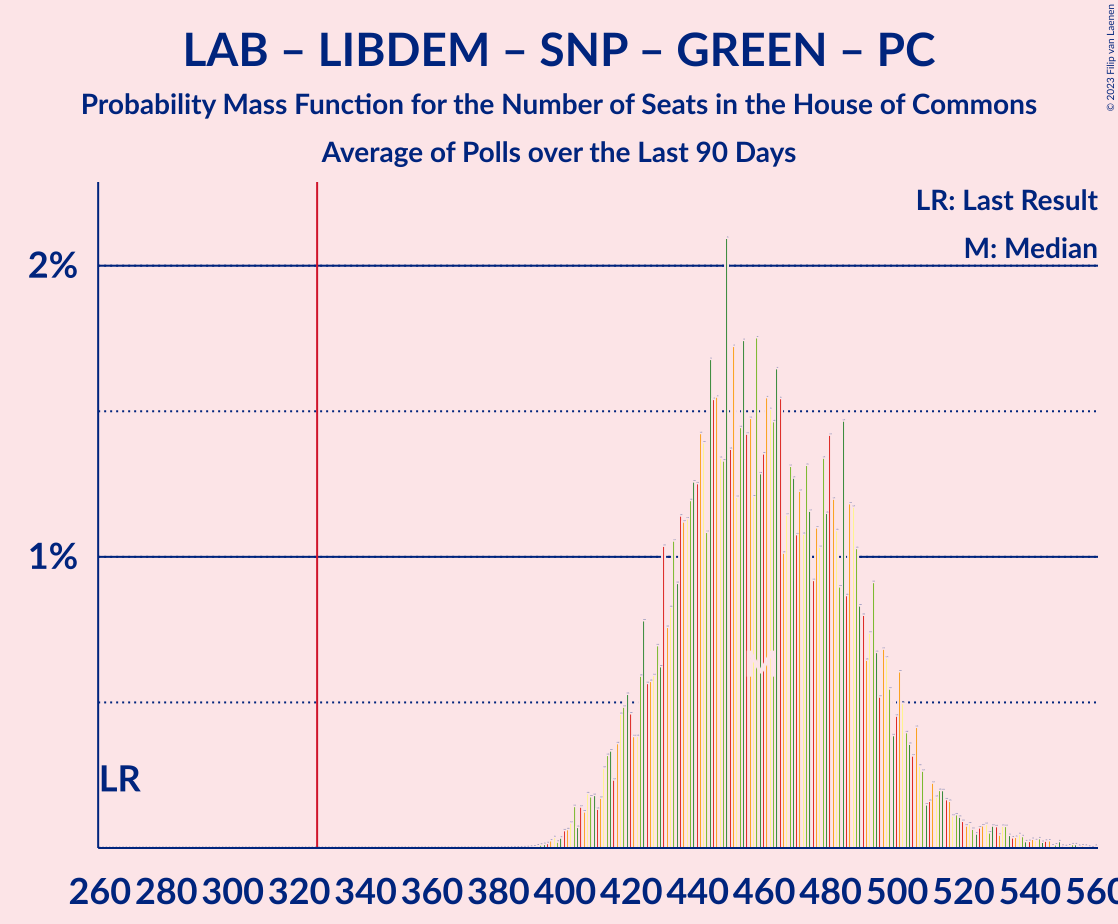 LAB – LIBDEM – SNP – GREEN – PC
Probability Mass Function for the Number of Seats in the House of Commons
Average of Polls over the Last 90 Days
© 2023 Filip van Laenen
LR: Last Result
M: Median
2%
1%
LR
M
260 280 300 320 340 360 380 400 420 440 460 480 500 520 540 560